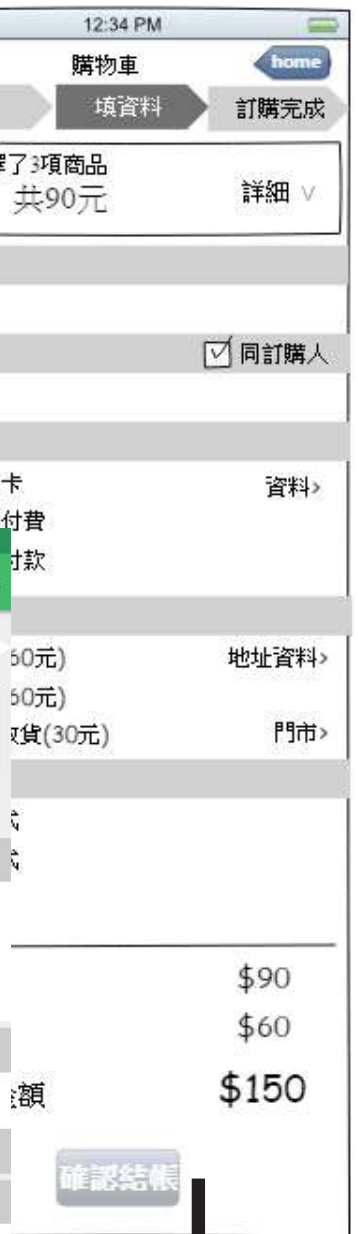 12:34 PM
購物車
home
填資料
訂購完成
了3項商品
共90元
詳細
同訂購人
卡
資料>
付費
付款
60元)
地址資料>
60元)
取貨(30元)
門市>
式
式
$90
$60
金額
$150
確認結帳